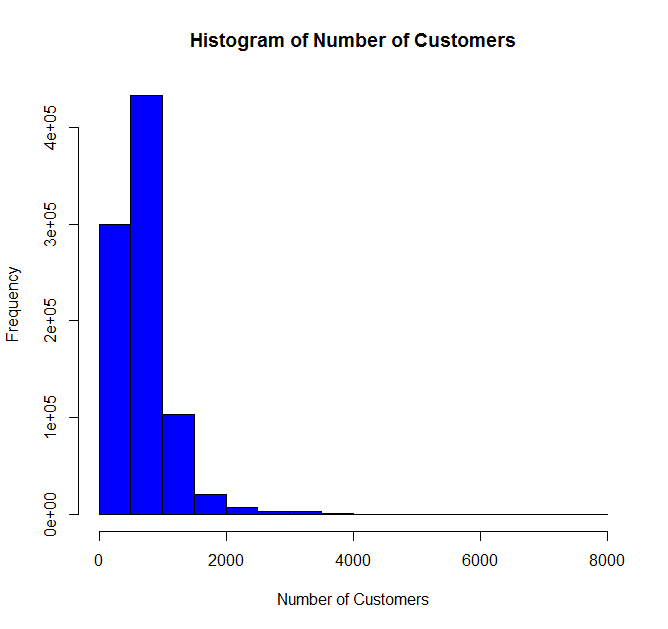 Histogram of Number of Customers
4e+05
3e+05
2e+05
1e+05
0e+00
Frequency
0 2000 4000 6000 8000
Number of Customers